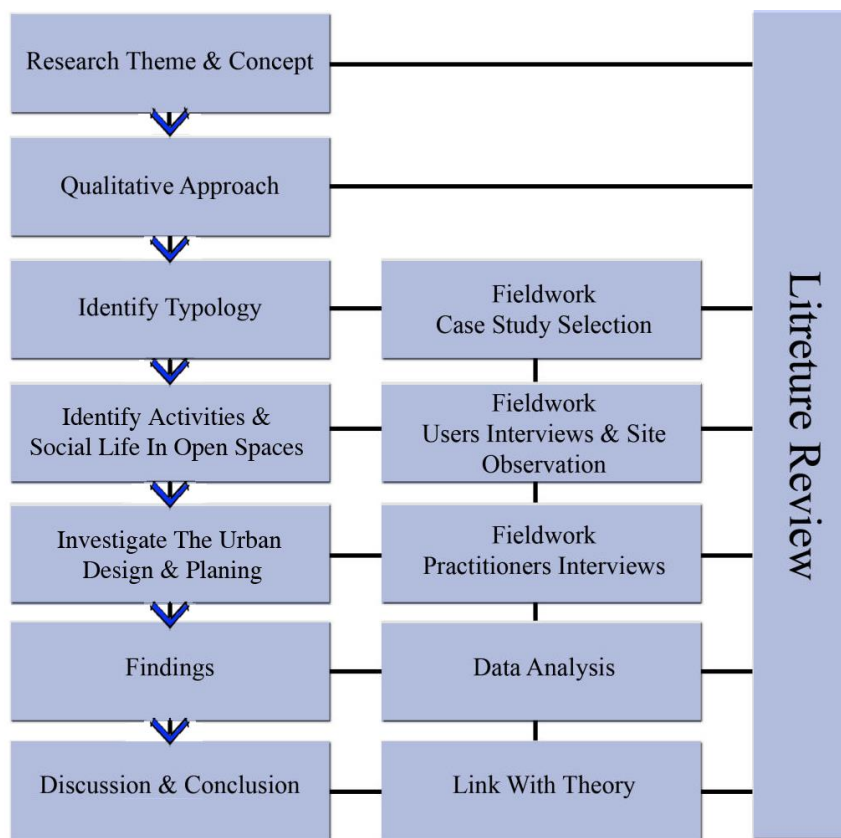 Research Theme & Concept
Qualitative Approach
Identify Typology
Fieldwork
Case Study Selection
Identify Activities &
Social Life In Open Spaces
Fieldwork
Users Interviews & Site
Observation
Investigate The Urban
Design & Planing
Fieldwork
Practitioners Interviews
Findings
Data Analysis
Discussion & Conclusion
Link With Theory
Litreture Review